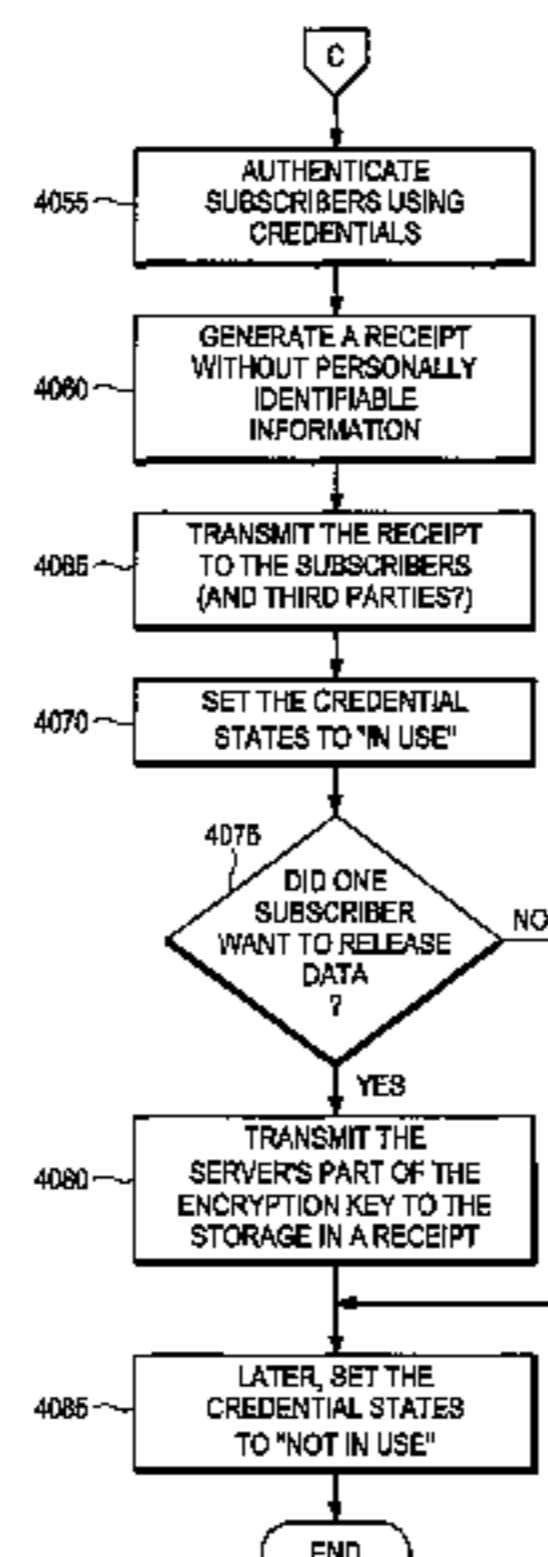 C
4055
AUTHENTICATE
SUBSCRIBERS USING
CREDENTIALS
4060
GENERATE A RECEIPT
WITHOUT PERSONALLY
IDENTIFIABLE
INFORMATION
4065
TRANSMIT THE RECEIPT
TO THE SUBSCRIBERS
(AND THIRD PARTIES?)
4070
SET THE CREDENTIAL
STATES TO "IN USE"
4075
DID ONE
SUBSCRIBER
WANT TO RELEASE
DATA
?
NO
YES
4080
TRANSMIT THE
SERVER'S PART OF THE
ENCRYPTION KEY TO THE
STORAGE IN A RECEIPT
4085
LATER, SET THE
CREDENTIAL STATES
TO "NOT IN USE"
END